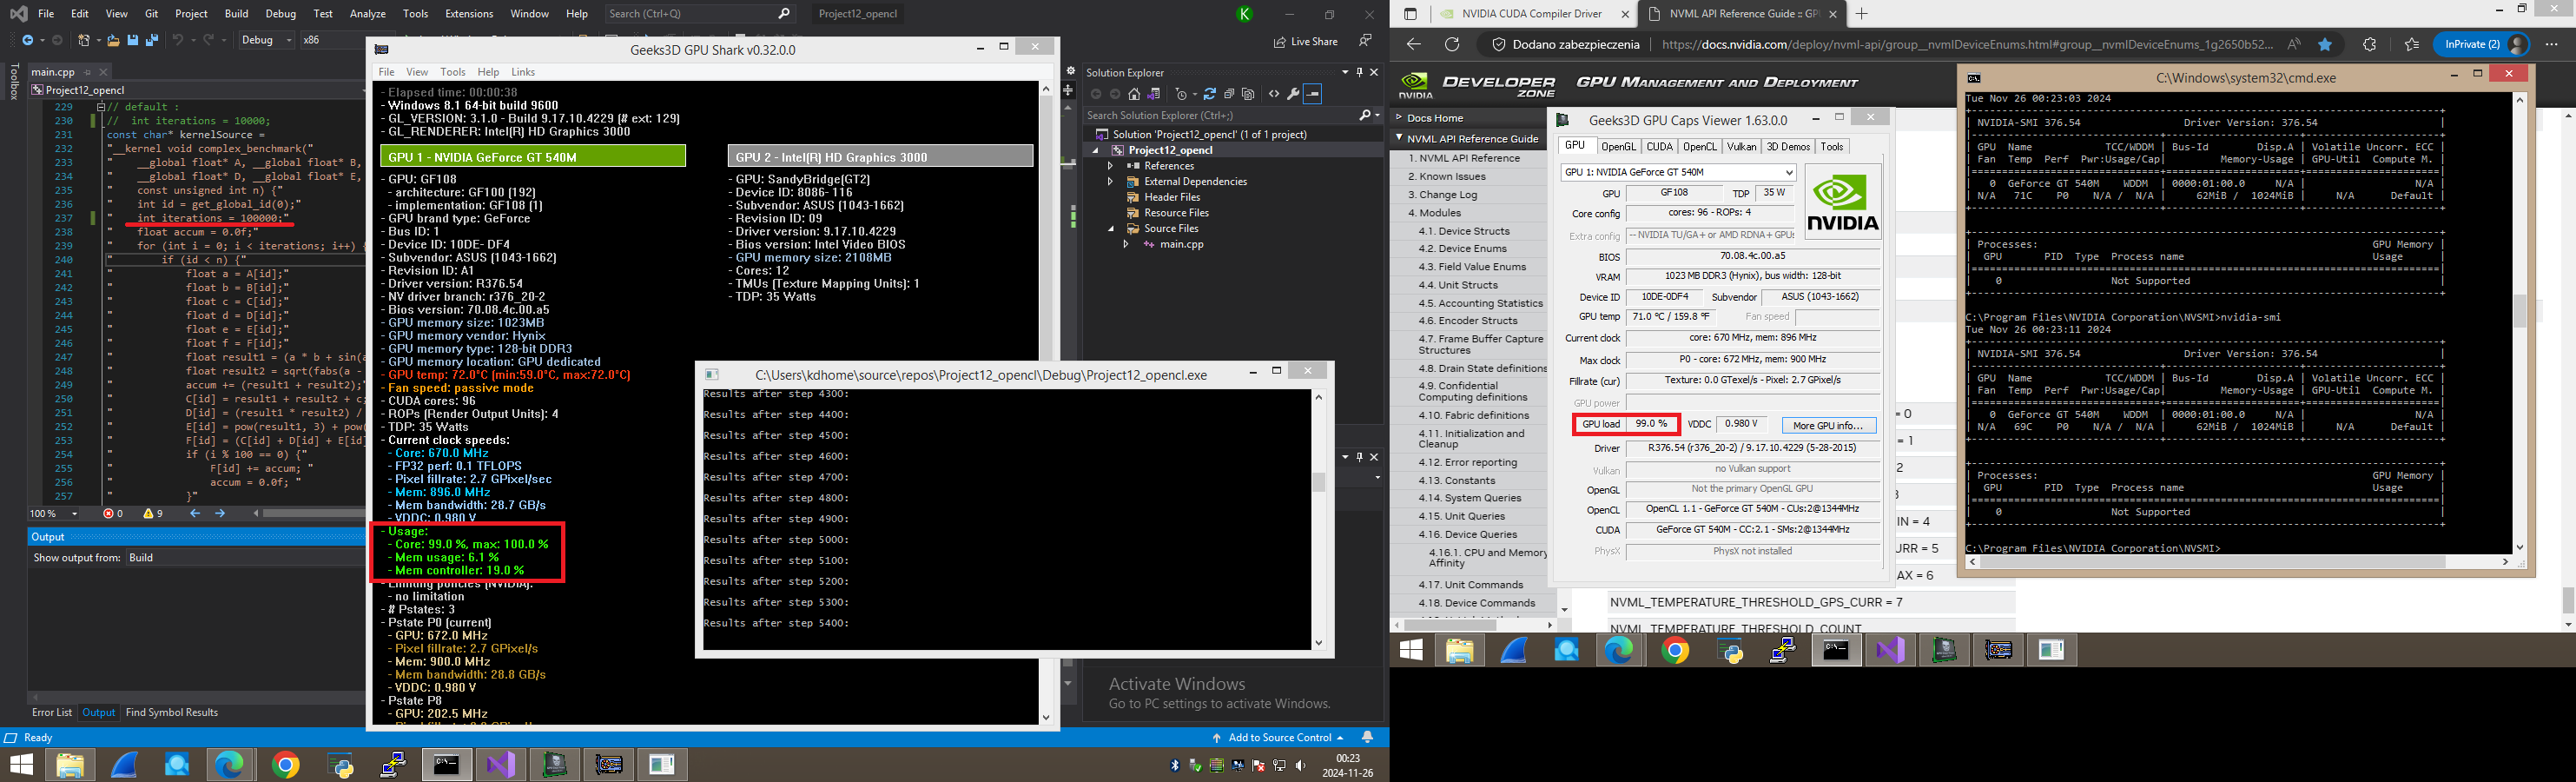 File Edit View Git Project Build Debug Test Analyze Tools Extensions Window Help Search (Ctrl+Q) Project12_opencl K
Debug x86 Live Share
Toolbox
main.cpp
Project12_opencl
229 // default :
230 //  int iterations = 10000;
231 const char* kernelSource =
232 "__kernel void complex_benchmark("
233 "    __global float* A, __global float* B,
234 "    __global float* D, __global float* E,
235 "    const unsigned int n) {"
236 "    int id = get_global_id(0);"
237 "    int iterations = 100000;"
238 "    float accum = 0.0f;"
239 "    for (int i = 0; i < iterations; i++) {
240 "        if (id < n) {"
241 "            float a = A[id];"
242 "            float b = B[id];"
243 "            float c = C[id];"
244 "            float d = D[id];"
245 "            float e = E[id];"
246 "            float f = F[id];"
247 "            float result1 = (a * b + sin(a
248 "            float result2 = sqrt(fabs(a -
249 "            accum += (result1 + result2);"
250 "            C[id] = result1 + result2 + c;
251 "            D[id] = (result1 * result2) /
252 "            E[id] = pow(result1, 3) + pow(
253 "            F[id] = (C[id] + D[id] + E[id]
254 "            if (i % 100 == 0) {"
255 "                F[id] += accum; "
256 "                accum = 0.0f; "
257 "            }"
100 % 0 9
Output
Show output from: Build
Error List Output Find Symbol Results
Ready
Add to Source Control
Geeks3D GPU Shark v0.32.0.0
File View Tools Help Links
- Elapsed time: 00:00:38
- Windows 8.1 64-bit build 9600
- GL_VERSION: 3.1.0 - Build 9.17.10.4229 (# ext: 129)
- GL_RENDERER: Intel(R) HD Graphics 3000
GPU 1 - NVIDIA GeForce GT 540M
- GPU: GF108
- architecture: GF100 (192)
- implementation: GF108 (1)
- GPU brand type: GeForce
- Bus ID: 1
- Device ID: 10DE- DF4
- Subvendor: ASUS (1043-1662)
- Revision ID: A1
- Driver version: R376.54
- NV driver branch: r376_20-2
- Bios version: 70.08.4c.00.a5
- GPU memory size: 1023MB
- GPU memory vendor: Hynix
- GPU memory type: 128-bit DDR3
- GPU memory location: GPU dedicated
- GPU temp: 72.0°C (min:59.0°C, max:72.0°C)
- Fan speed: passive mode
- CUDA cores: 96
- ROPs (Render Output Units): 4
- TDP: 35 Watts
- Current clock speeds:
- Core: 670.0 MHz
- FP32 perf: 0.1 TFLOPS
- Pixel fillrate: 2.7 GPixel/sec
- Mem: 896.0 MHz
- Mem bandwidth: 28.7 GB/s
- VDDC: 0.980 V
- Usage:
- Core: 99.0 %, max: 100.0 %
- Mem usage: 6.1 %
- Mem controller: 19.0 %
- Limiting policies (NVIDIA):
- no limitation
- # Pstates: 3
- Pstate P0 (current)
- GPU: 672.0 MHz
- Pixel fillrate: 2.7 GPixel/s
- Mem: 900.0 MHz
- Mem bandwidth: 28.8 GB/s
- VDDC: 0.980 V
- Pstate P8
- GPU: 202.5 MHz
GPU 2 - Intel(R) HD Graphics 3000
- GPU: SandyBridge(GT2)
- Device ID: 8086- 116
- Subvendor: ASUS (1043-1662)
- Revision ID: 09
- Driver version: 9.17.10.4229
- Bios version: Intel Video BIOS
- GPU memory size: 2108MB
- Cores: 12
- TMUs (Texture Mapping Units): 1
- TDP: 35 Watts
C:\Users\kdhome\source\repos\Project12_opencl\Debug\Project12_opencl.exe
Results after step 4300:
Results after step 4400:
Results after step 4500:
Results after step 4600:
Results after step 4700:
Results after step 4800:
Results after step 4900:
Results after step 5000:
Results after step 5100:
Results after step 5200:
Results after step 5300:
Results after step 5400:
Solution Explorer
Search Solution Explorer (Ctrl+;)
Solution 'Project12_opencl' (1 of 1 project)
Project12_opencl
References
External Dependencies
Header Files
Resource Files
Source Files
main.cpp
Activate Windows
Go to PC settings to activate Windows.
00:23
2024-11-26
NVIDIA CUDA Compiler Driver NVML API Reference Guide :: GP
Dodano zabezpieczenia https://docs.nvidia.com/deploy/nvml-api/group__nvmlDeviceEnums.html#group__nvmlDeviceEnums_1g2650b52... InPrivate (2)
NVIDIA DEVELOPER ZONE GPU MANAGEMENT AND DEPLOYMENT
Docs Home
NVML API Reference Guide
1. NVML API Reference
2. Known Issues
3. Change Log
4. Modules
4.1. Device Structs
4.2. Device Enums
4.3. Field Value Enums
4.4. Unit Structs
4.5. Accounting Statistics
4.6. Encoder Structs
4.7. Frame Buffer Capture
Structures
4.8. Drain State definitions
4.9. Confidential
Computing definitions
4.10. Fabric definitions
4.11. Initialization and
Cleanup
4.12. Error reporting
4.13. Constants
4.14. System Queries
4.15. Unit Queries
4.16. Device Queries
4.16.1. CPU and Memory
Affinity
4.17. Unit Commands
4.18. Device Commands
Geeks3D GPU Caps Viewer 1.63.0.0
GPU OpenGL CUDA OpenCL Vulkan 3D Demos Tools
GPU 1: NVIDIA GeForce GT 540M
GPU GF108 TDP 35 W
Core config cores: 96 - ROPs: 4
Extra config -- NVIDIA TU/GA+ or AMD RDNA+ GPUs
BIOS 70.08.4c.00.a5
VRAM 1023 MB DDR3 (Hynix), bus width: 128-bit
Device ID 10DE-0DF4 Subvendor ASUS (1043-1662)
GPU temp 71.0 °C / 159.8 °F Fan speed
Current clock core: 670 MHz, mem: 896 MHz
Max clock P0 - core: 672 MHz, mem: 900 MHz
Fillrate (cur) Texture: 0.0 GTexel/s - Pixel: 2.7 GPixel/s
GPU power
GPU load 99.0 % VDDC 0.980 V More GPU info...
Driver R376.54 (r376_20-2) / 9.17.10.4229 (5-28-2015)
Vulkan no Vulkan support
OpenGL Not the primary OpenGL GPU
OpenCL OpenCL 1.1 - GeForce GT 540M - CUs:2@1344MHz
CUDA GeForce GT 540M - CC:2.1 - SMs:2@1344MHz
PhysX PhysX not installed
NVIDIA
= 0
= 1
2
3
IN = 4
URR = 5
AX = 6
NVML_TEMPERATURE_THRESHOLD_GPS_CURR = 7
NVML_TEMPERATURE_THRESHOLD_COUNT
C:\Windows\system32\cmd.exe
Tue Nov 26 00:23:03 2024
NVIDIA-SMI 376.54 Driver Version: 376.54
GPU Name TCC/WDDM | Bus-Id Disp.A | Volatile Uncorr. ECC
Fan Temp Perf Pwr:Usage/Cap| Memory-Usage | GPU-Util Compute M.
0 GeForce GT 540M WDDM | 0000:01:00.0 N/A | N/A
N/A 71C P0 N/A / N/A | 62MiB / 1024MiB | N/A Default
Processes: GPU Memory
GPU PID Type Process name Usage
0 Not Supported
C:\Program Files\NVIDIA Corporation\NVSMI>nvidia-smi
Tue Nov 26 00:23:11 2024
NVIDIA-SMI 376.54 Driver Version: 376.54
GPU Name TCC/WDDM | Bus-Id Disp.A | Volatile Uncorr. ECC
Fan Temp Perf Pwr:Usage/Cap| Memory-Usage | GPU-Util Compute M.
0 GeForce GT 540M WDDM | 0000:01:00.0 N/A | N/A
N/A 69C P0 N/A / N/A | 62MiB / 1024MiB | N/A Default
Processes: GPU Memory
GPU PID Type Process name Usage
0 Not Supported
C:\Program Files\NVIDIA Corporation\NVSMI>